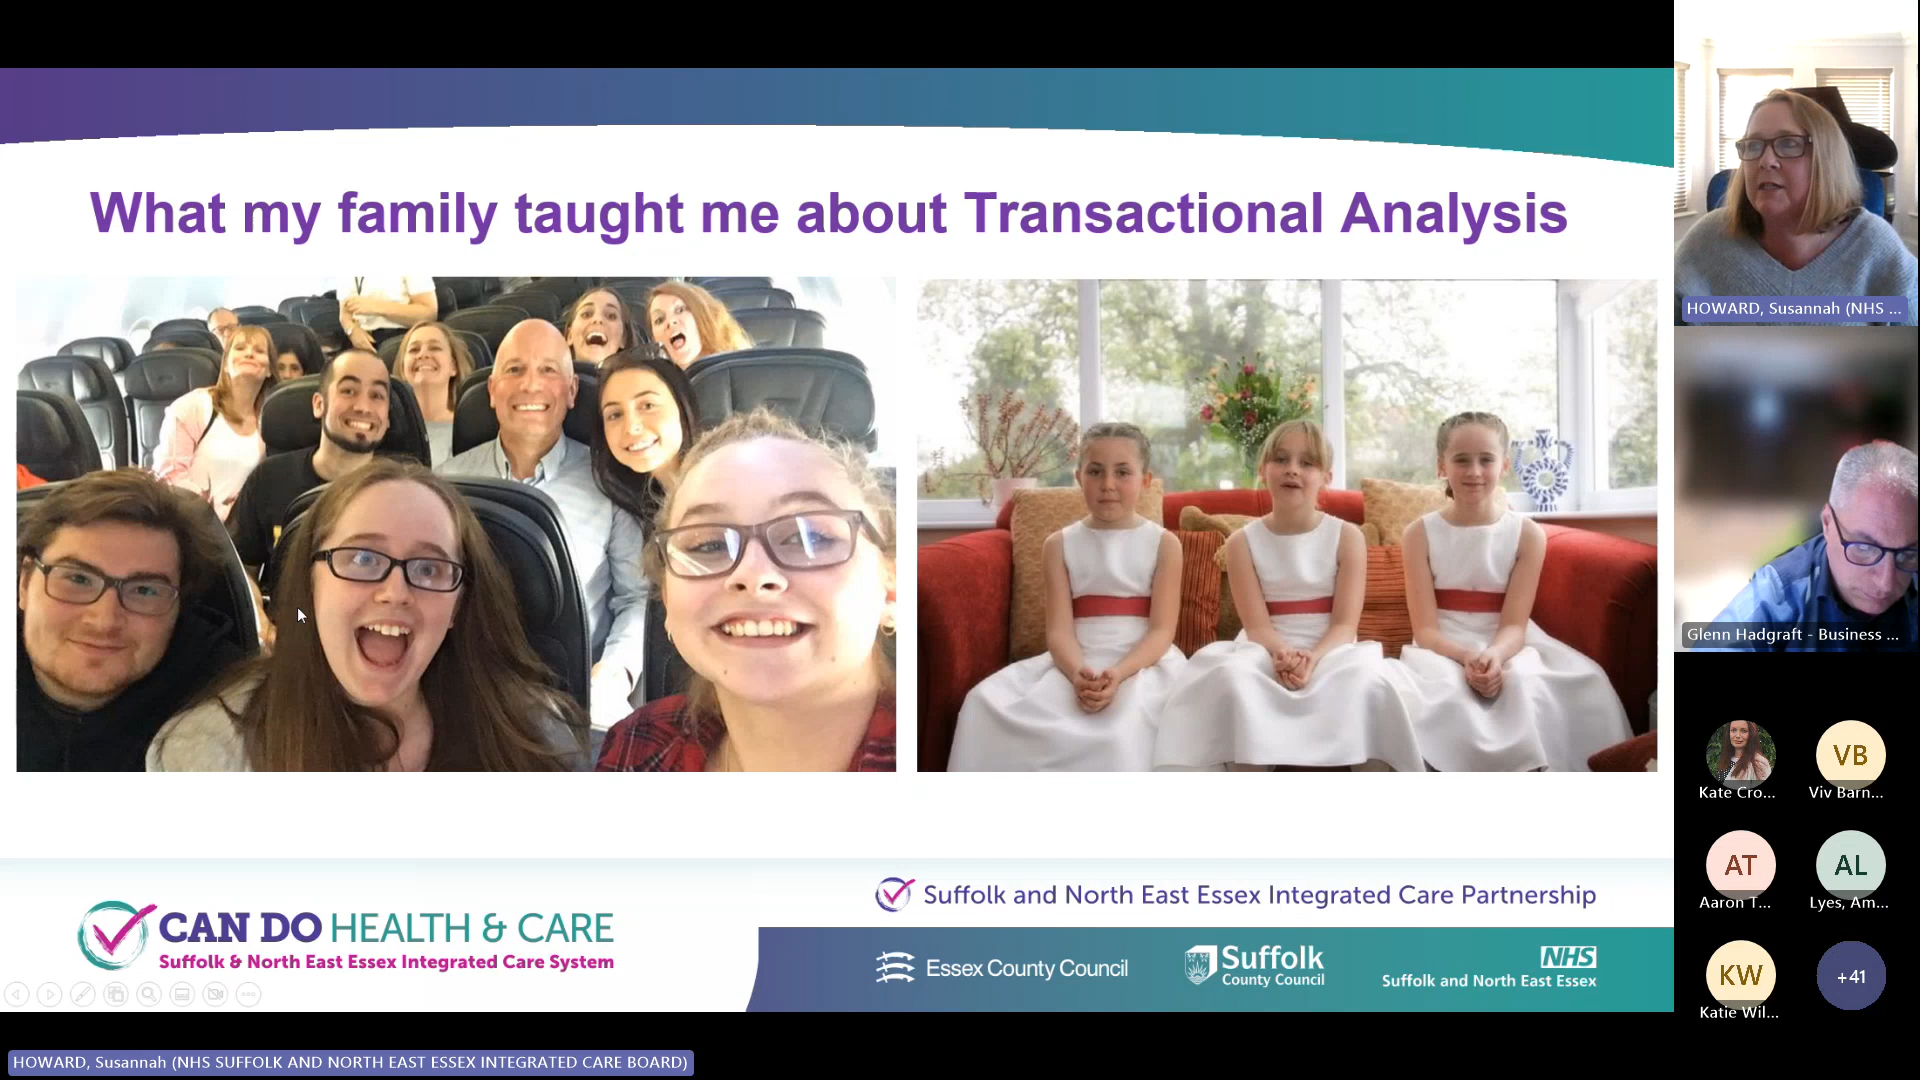 What my family taught me about Transactional Analysis
CAN DO HEALTH & CARE
Suffolk & North East Essex Integrated Care System
Suffolk and North East Essex Integrated Care Partnership
Essex County Council
Suffolk
County Council
NHS
Suffolk and North East Essex
HOWARD, Susannah (NHS ...
Glenn Hadgraft - Business ...
Kate Cro...
VB
Viv Barn...
AT
Aaron T...
AL
Lyes, Am...
KW
Katie Wil...
+41
HOWARD, Susannah (NHS SUFFOLK AND NORTH EAST ESSEX INTEGRATED CARE BOARD)